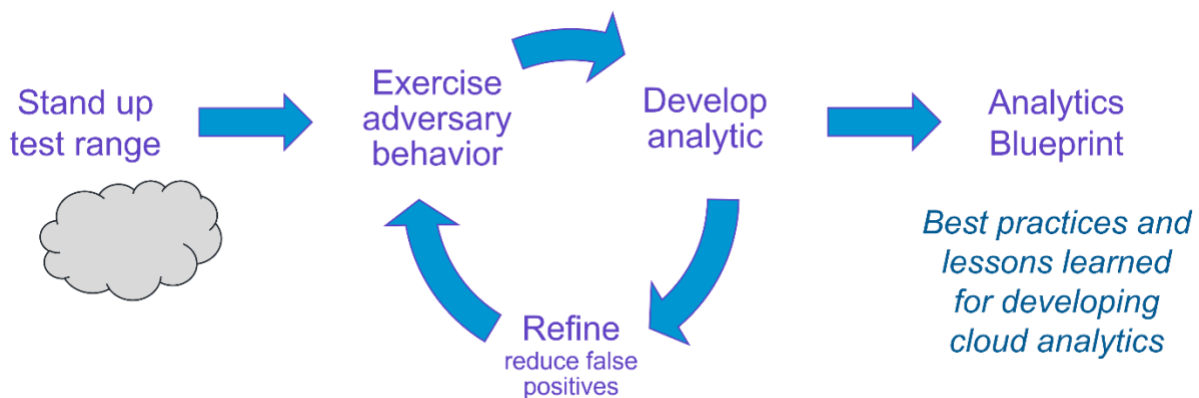 Stand up
test range
Exercise
adversary
behavior
Develop
analytic
Refine
reduce false
positives
Analytics
Blueprint
Best practices and
lessons learned
for developing
cloud analytics